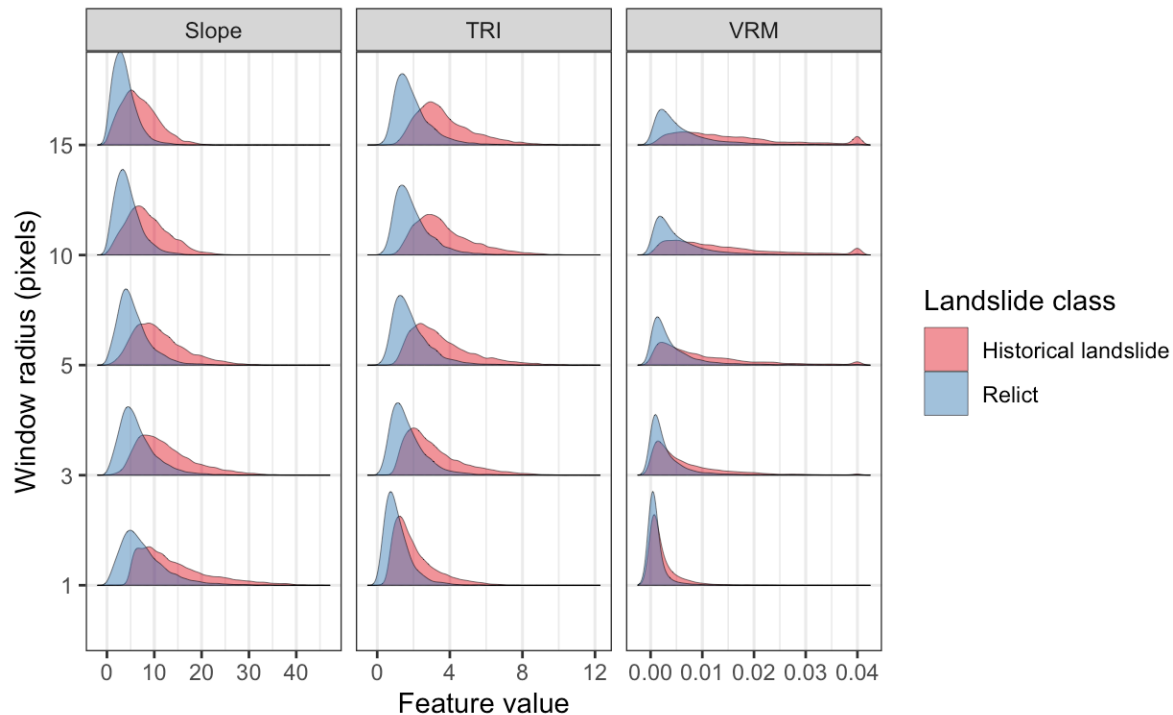 Slope TRI VRM
Window radius (pixels)
15
10
5
3
1
0 10 20 30 40 0 4 8 12 0.00 0.01 0.02 0.03 0.04
Feature value
Landslide class
Historical landslide
Relict